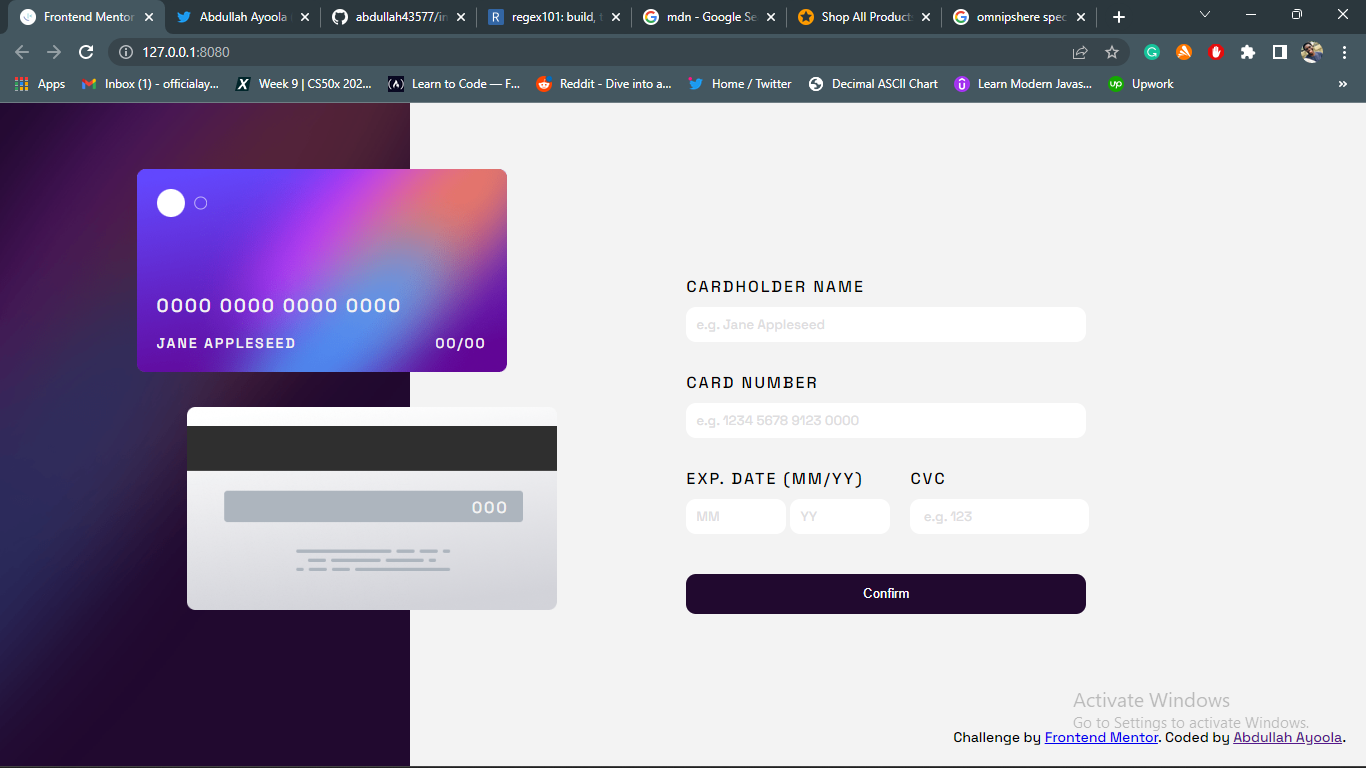 Frontend Mentor
Abdullah Ayoola
abdullah43577/in
regex101: build, t
mdn - Google Se
Shop All Product
omnipshere spec
127.0.0.1:8080
Apps
Inbox (1) - officialay...
Week 9 | CS50x 202...
Learn to Code — F...
Reddit - Dive into a...
Home / Twitter
Decimal ASCII Chart
Learn Modern Javas...
Upwork
0000 0000 0000 0000
JANE APPLESEED 00/00
000
CARDHOLDER NAME
e.g. Jane Appleseed
CARD NUMBER
e.g. 1234 5678 9123 0000
EXP. DATE (MM/YY) CVC
MM YY e.g. 123
Confirm
Activate Windows
Go to Settings to activate Windows.
Challenge by Frontend Mentor. Coded by Abdullah Ayoola.